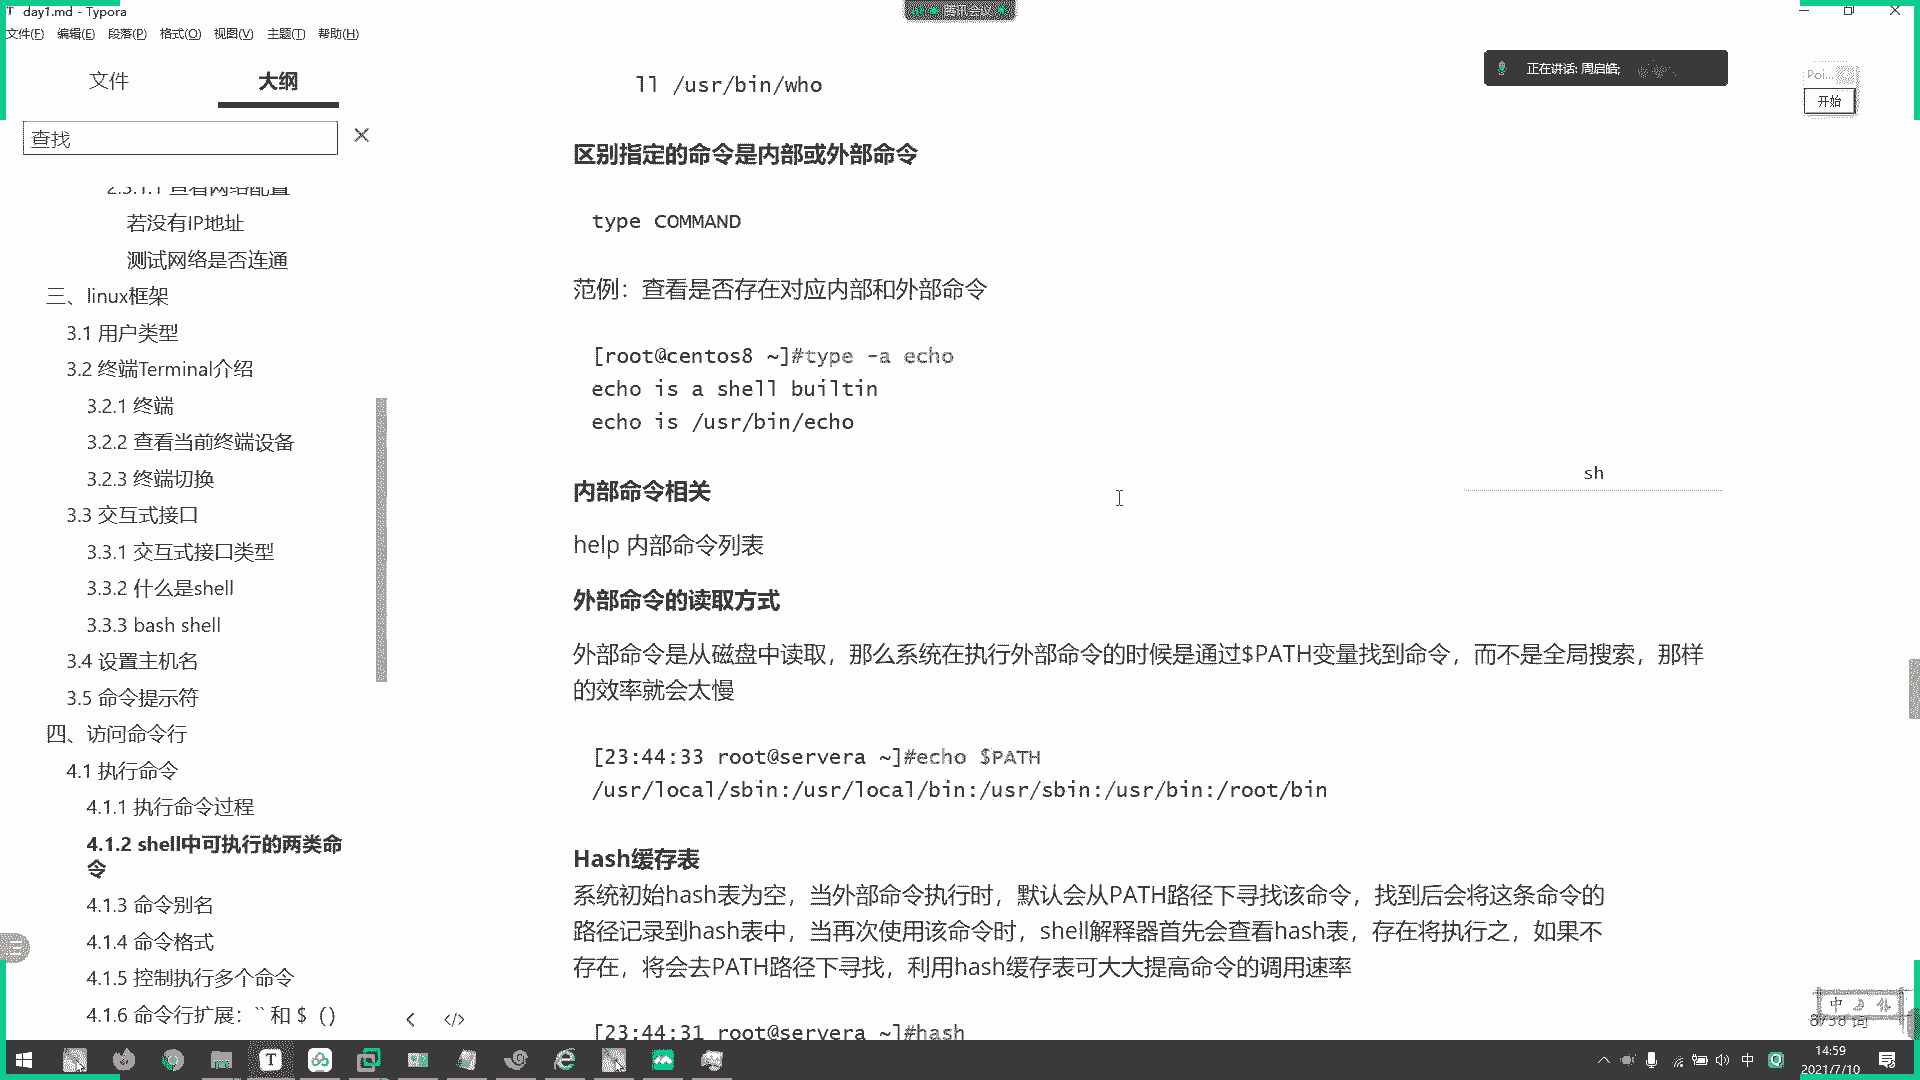 day1.md - Typora
腾讯会议
文件(F) 编辑(E) 段落(P) 格式(O) 视图(V) 主题(T) 帮助(H)
正在讲话: 周启皓;
Poi...
开始
文件
大纲
查找
2.3.1.1 查看网络配置
若没有IP地址
测试网络是否连通
三、linux框架
3.1 用户类型
3.2 终端Terminal介绍
3.2.1 终端
3.2.2 查看当前终端设备
3.2.3 终端切换
3.3 交互式接口
3.3.1 交互式接口类型
3.3.2 什么是shell
3.3.3 bash shell
3.4 设置主机名
3.5 命令提示符
四、访问命令行
4.1 执行命令
4.1.1 执行命令过程
4.1.2 shell中可执行的两类命
令
4.1.3 命令别名
4.1.4 命令格式
4.1.5 控制执行多个命令
4.1.6 命令行扩展：`` 和 $（）
ll /usr/bin/who
区别指定的命令是内部或外部命令
type COMMAND
范例：查看是否存在对应内部和外部命令
[root@centos8 ~]#type -a echo
echo is a shell builtin
echo is /usr/bin/echo
sh
内部命令相关
help 内部命令列表
外部命令的读取方式
外部命令是从磁盘中读取，那么系统在执行外部命令的时候是通过$PATH变量找到命令，而不是全局搜索，那样
的效率就会太慢
[23:44:33 root@servera ~]#echo $PATH
/usr/local/sbin:/usr/local/bin:/usr/sbin:/usr/bin:/root/bin
Hash缓存表
系统初始hash表为空，当外部命令执行时，默认会从PATH路径下寻找该命令，找到后会将这条命令的
路径记录到hash表中，当再次使用该命令时，shell解释器首先会查看hash表，存在将执行之，如果不
存在，将会去PATH路径下寻找，利用hash缓存表可大大提高命令的调用速率
[23:44:31 root@servera ~]#hash
中
中
14:59
2021/7/10